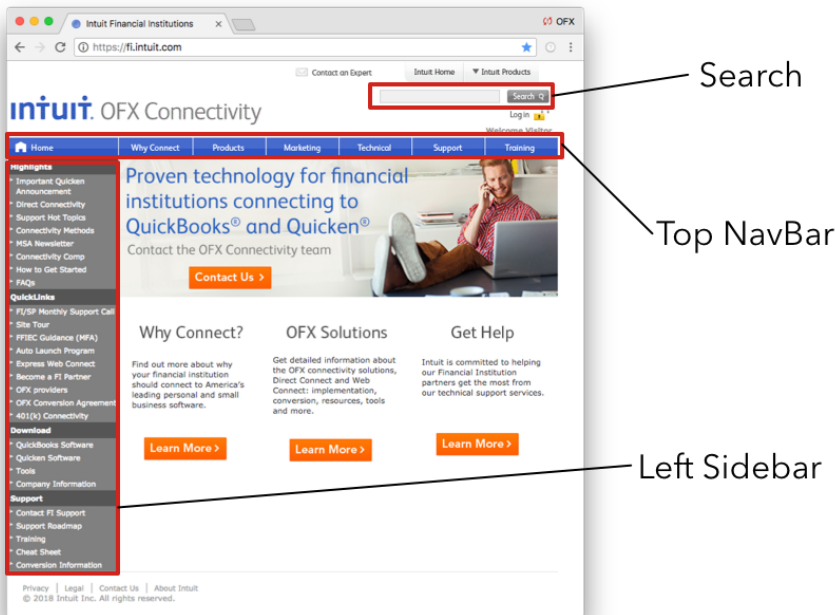 Intuit Financial Institutions
OFX
https://fi.intuit.com
Contact an Expert
Intuit Home
Intuit Products
Search
Search
ıntuıt. OFX Connectivity
Log in
Welcome Visitor
Home
Why Connect
Products
Marketing
Technical
Support
Training
Top NavBar
Highlights
Important Quicken
Announcement
Direct Connectivity
Support Hot Topics
Connectivity Methods
MSA Newsletter
Connectivity Comp
How to Get Started
FAQs
QuickLinks
FI/SP Monthly Support Call
Site Tour
FFIEC Guidance (MFA)
Auto Launch Program
Express Web Connect
Become a FI Partner
OFX providers
OFX Conversion Agreement
401(k) Connectivity
Download
QuickBooks Software
Quicken Software
Tools
Company Information
Support
Contact FI Support
Support Roadmap
Training
Cheat Sheet
Conversion Information
Left Sidebar
Proven technology for financial
institutions connecting to
QuickBooks® and Quicken®
Contact the OFX Connectivity team
Contact Us >
Why Connect?
Find out more about why
your financial institution
should connect to America's
leading personal and small
business software.
Learn More >
OFX Solutions
Get detailed information about
the OFX connectivity solutions,
Direct Connect and Web
Connect: implementation,
conversion, resources, tools
and more.
Learn More >
Get Help
Intuit is committed to helping
our Financial Institution
partners get the most from
our technical support services.
Learn More >
Privacy | Legal | Contact Us | About Intuit
© 2018 Intuit Inc. All rights reserved.